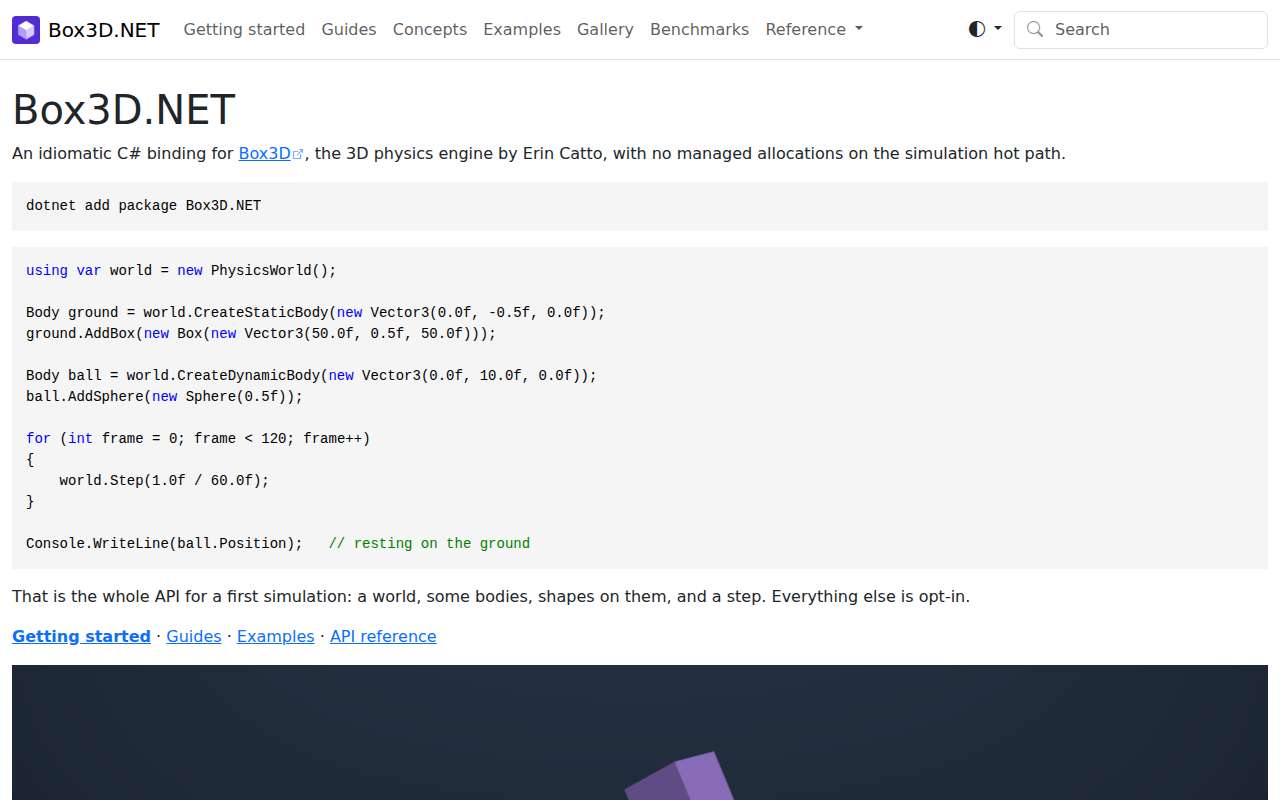 Box3D.NET
Getting started
Guides
Concepts
Examples
Gallery
Benchmarks
Reference
Search
Box3D.NET
An idiomatic C# binding for Box3D, the 3D physics engine by Erin Catto, with no managed allocations on the simulation hot path.
dotnet add package Box3D.NET
using var world = new PhysicsWorld();
Body ground = world.CreateStaticBody(new Vector3(0.0f, -0.5f, 0.0f));
ground.AddBox(new Box(new Vector3(50.0f, 0.5f, 50.0f)));
Body ball = world.CreateDynamicBody(new Vector3(0.0f, 10.0f, 0.0f));
ball.AddSphere(new Sphere(0.5f));
for (int frame = 0; frame < 120; frame++)
{
    world.Step(1.0f / 60.0f);
}
Console.WriteLine(ball.Position);   // resting on the ground
That is the whole API for a first simulation: a world, some bodies, shapes on them, and a step. Everything else is opt-in.
Getting started · Guides · Examples · API reference